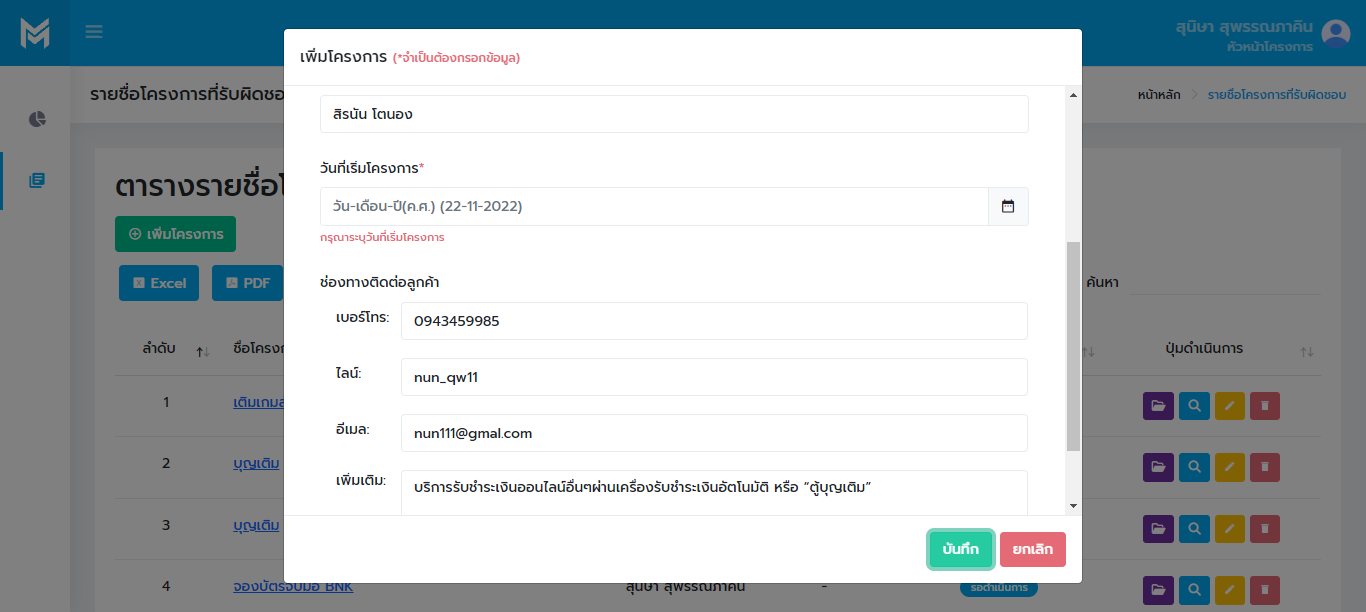 สุนิษา สุพรรณภาคิน
หัวหน้าโครงการ
รายชื่อโครงการที่รับผิดชอ
หน้าหลัก
รายชื่อโครงการที่รับผิดชอบ
ตารางรายชื่อโ
เพิ่มโครงการ
Excel
PDF
ค้นหา
ลำดับ
ชื่อโครงก
ปุ่มดำเนินการ
1
เติมเกมส
2
บุญเติม
3
บุญเติม
4
จองบัตรจับมือ BNK
สุนิษา สุพรรณภาคิน
-
รอดำเนินการ
เพิ่มโครงการ (*จำเป็นต้องกรอกข้อมูล)
สิรนัน โตนอง
วันที่เริ่มโครงการ*
วัน-เดือน-ปี(ค.ศ.) (22-11-2022)
กรุณาระบุวันที่เริ่มโครงการ
ช่องทางติดต่อลูกค้า
เบอร์โทร: 0943459985
ไลน์: nun_qw11
อีเมล: nun111@gmal.com
เพิ่มเติม: บริการรับชำระเงินออนไลน์อื่นๆผ่านเครื่องรับชำระเงินอัตโนมัติ หรือ “ตู้บุญเติม”
บันทึก
ยกเลิก